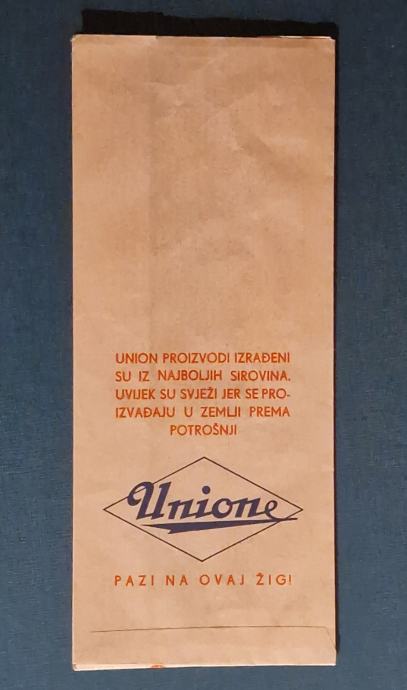 UNION PROIZVODI IZRAĐENI
SU IZ NAJBOLJIH SIROVINA.
UVIJEK SU SVJEŽI JER SE PRO-
IZVAĐAJU U ZEMLJI PREMA
POTROŠNJI
Unione
PAZI NA OVAJ ŽIG!